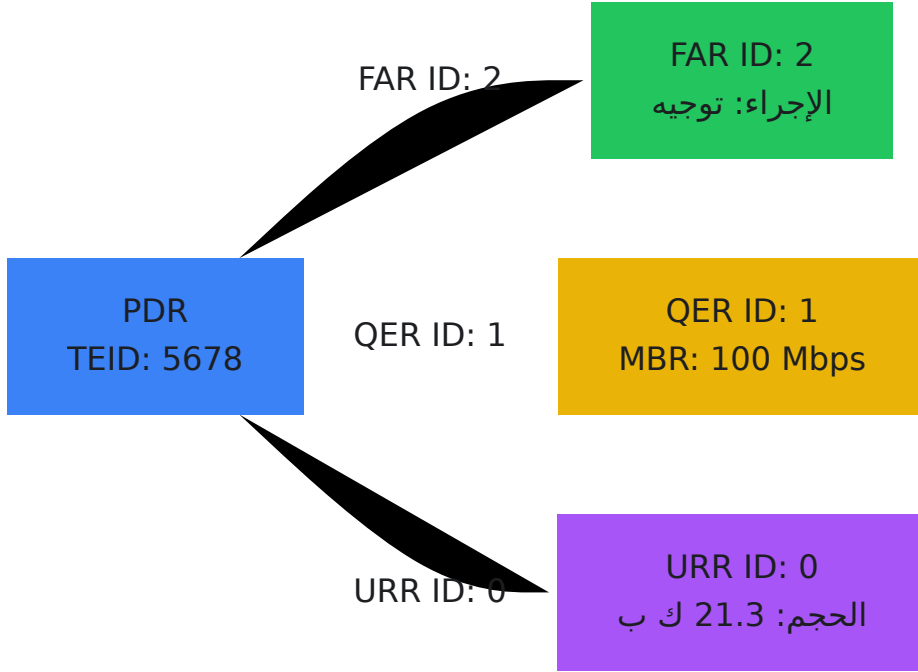 FAR ID: 2
الإجراء: توجيه
FAR ID: 2
PDR
TEID: 5678
QER ID: 1
QER ID: 1
MBR: 100 Mbps
URR ID: 0
URR ID: 0
الحجم: 21.3 ك ب